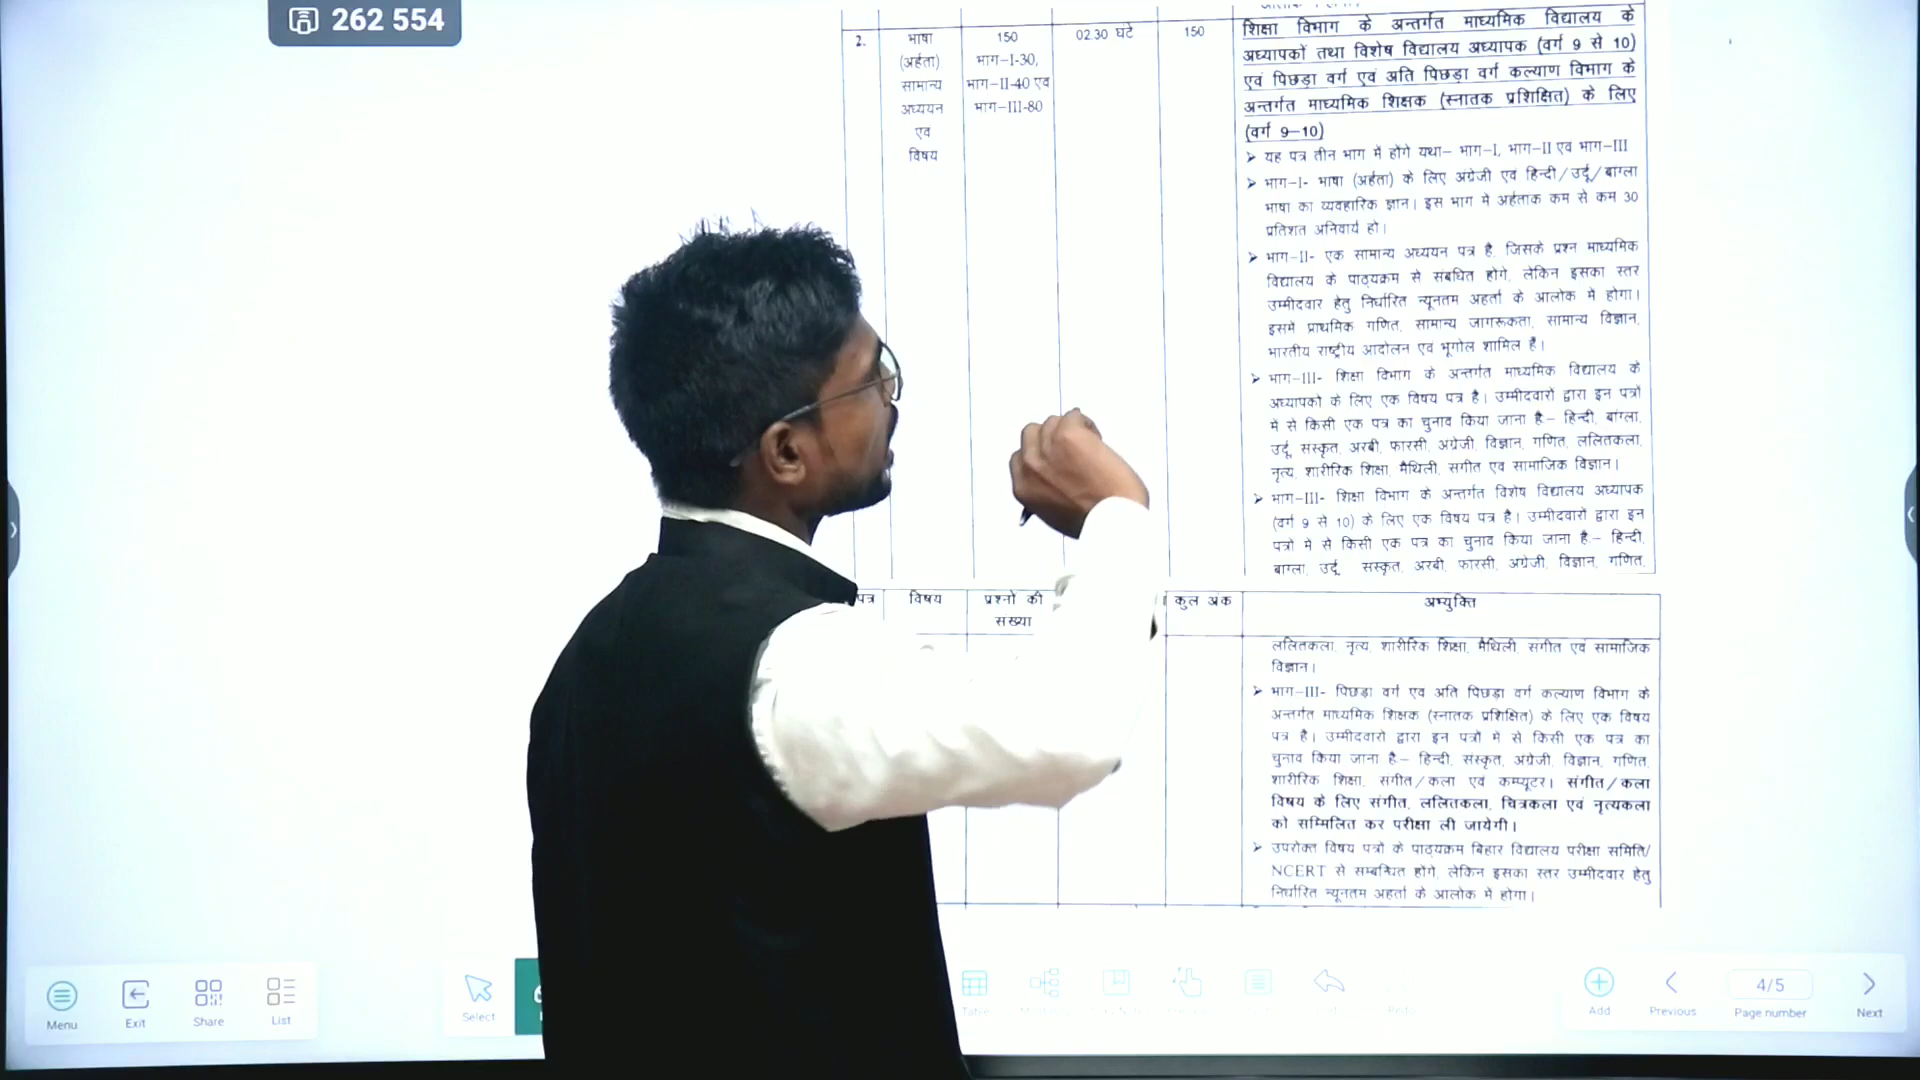 262 554
2.
भाषा
(अर्हता)
सामान्य
अध्ययन
एव
विषय
150
भाग–I-30,
भाग–II-40 एव
भाग–III-80
02.30 घंटे
150
शिक्षा विभाग के अन्तर्गत माध्यमिक विद्यालय के
अध्यापकों तथा विशेष विद्यालय अध्यापक (वर्ग 9 से 10)
एवं पिछड़ा वर्ग एवं अति पिछड़ा वर्ग कल्याण विभाग के
अन्तर्गत माध्यमिक शिक्षक (स्नातक प्रशिक्षित) के लिए
(वर्ग 9–10)
➢ यह पत्र तीन भाग में होगे यथा– भाग–I, भाग–II एव भाग–III
➢ भाग–I- भाषा (अर्हता) के लिए अंग्रेजी एव हिन्दी/उर्दू/बाग्ला
भाषा का व्यवहारिक ज्ञान। इस भाग मे अर्हतांक कम से कम 30
प्रतिशत अनिवार्य हो।
➢ भाग–II- एक सामान्य अध्ययन पत्र है, जिसके प्रश्न माध्यमिक
विद्यालय के पाठ्यक्रम से संबंधित होगे, लेकिन इसका स्तर
उम्मीदवार हेतु निर्धारित न्यूनतम अहर्ता के आलोक मे होगा।
इसमे प्राथमिक गणित, सामान्य जागरूकता, सामान्य विज्ञान,
भारतीय राष्ट्रीय आदोलन एव भूगोल शामिल है।
➢ भाग–III- शिक्षा विभाग के अन्तर्गत माध्यमिक विद्यालय के
अध्यापको के लिए एक विषय पत्र है। उम्मीदवारो द्वारा इन पत्रों
में से किसी एक पत्र का चुनाव किया जाना है– हिन्दी, बांग्ला,
उर्दू, संस्कृत, अरबी, फारसी, अंग्रेजी, विज्ञान, गणित, ललितकला,
नृत्य, शारीरिक शिक्षा, मैथिली, संगीत एव सामाजिक विज्ञान।
➢ भाग–III- शिक्षा विभाग के अन्तर्गत विशेष विद्यालय अध्यापक
(वर्ग 9 से 10) के लिए एक विषय पत्र है। उम्मीदवारो द्वारा इन
पत्रो मे से किसी एक पत्र का चुनाव किया जाना है– हिन्दी,
बाग्ला, उर्दू, संस्कृत, अरबी, फारसी, अंग्रेजी, विज्ञान, गणित,
पत्र
विषय
प्रश्नों की
संख्या
कुल अंक
अभ्युक्ति
ललितकला, नृत्य, शारीरिक शिक्षा, मैथिली, संगीत एवं सामाजिक
विज्ञान।
➢ भाग–III- पिछड़ा वर्ग एव अति पिछड़ा वर्ग कल्याण विभाग के
अन्तर्गत माध्यमिक शिक्षक (स्नातक प्रशिक्षित) के लिए एक विषय
पत्र है। उम्मीदवारो द्वारा इन पत्रो में से किसी एक पत्र का
चुनाव किया जाना है– हिन्दी, संस्कृत, अंग्रेजी, विज्ञान, गणित,
शारीरिक शिक्षा, संगीत/कला एवं कम्प्यूटर। संगीत/कला
विषय के लिए संगीत, ललितकला, चित्रकला एवं नृत्यकला
को सम्मिलित कर परीक्षा ली जायेगी।
➢ उपरोक्त विषय पत्रों के पाठ्यक्रम बिहार विद्यालय परीक्षा समिति/
NCERT से सम्बन्धित होगे, लेकिन इसका स्तर उम्मीदवार हेतु
निर्धारित न्यूनतम अहर्ता के आलोक मे होगा।
Menu
Exit
Share
List
Select
Table
Add
Previous
4/5
Page number
Next